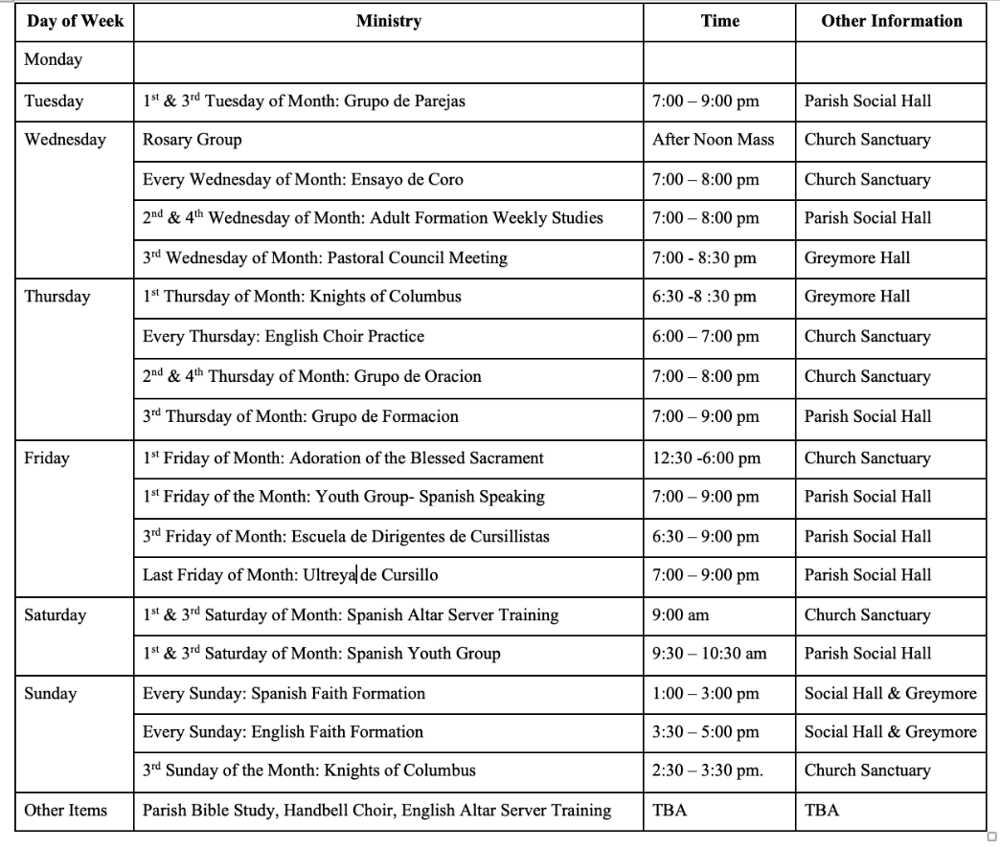 Day of Week Ministry Time Other Information
Monday
Tuesday 1st & 3rd Tuesday of Month: Grupo de Parejas 7:00 – 9:00 pm Parish Social Hall
Wednesday Rosary Group After Noon Mass Church Sanctuary
Every Wednesday of Month: Ensayo de Coro 7:00 – 8:00 pm Church Sanctuary
2nd & 4th Wednesday of Month: Adult Formation Weekly Studies 7:00 – 8:00 pm Parish Social Hall
3rd Wednesday of Month: Pastoral Council Meeting 7:00 - 8:30 pm Greymore Hall
Thursday 1st Thursday of Month: Knights of Columbus 6:30 -8 :30 pm Greymore Hall
Every Thursday: English Choir Practice 6:00 – 7:00 pm Church Sanctuary
2nd & 4th Thursday of Month: Grupo de Oracion 7:00 – 8:00 pm Church Sanctuary
3rd Thursday of Month: Grupo de Formacion 7:00 – 9:00 pm Parish Social Hall
Friday 1st Friday of Month: Adoration of the Blessed Sacrament 12:30 -6:00 pm Church Sanctuary
1st Friday of the Month: Youth Group- Spanish Speaking 7:00 – 9:00 pm Parish Social Hall
3rd Friday of Month: Escuela de Dirigentes de Cursillistas 6:30 – 9:00 pm Parish Social Hall
Last Friday of Month: Ultreya de Cursillo 7:00 – 9:00 pm Parish Social Hall
Saturday 1st & 3rd Saturday of Month: Spanish Altar Server Training 9:00 am Church Sanctuary
1st & 3rd Saturday of Month: Spanish Youth Group 9:30 – 10:30 am Parish Social Hall
Sunday Every Sunday: Spanish Faith Formation 1:00 – 3:00 pm Social Hall & Greymore
Every Sunday: English Faith Formation 3:30 – 5:00 pm Social Hall & Greymore
3rd Sunday of the Month: Knights of Columbus 2:30 – 3:30 pm. Church Sanctuary
Other Items Parish Bible Study, Handbell Choir, English Altar Server Training TBA TBA